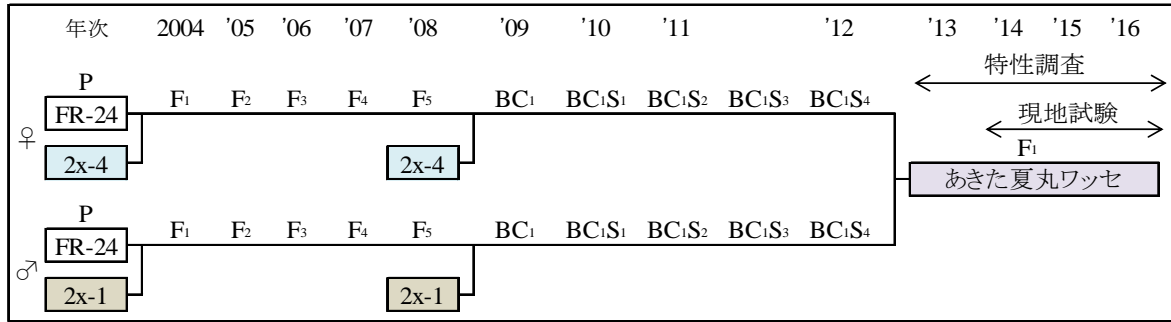 年次 2004 '05 '06 '07 '08 '09 '10 '11 '12 '13 '14 '15 '16
特性調査
P F₁ F₂ F₃ F₄ F₅ BC₁ BC₁S₁ BC₁S₂ BC₁S₃ BC₁S₄
FR-24 現地試験
♀ F₁
2x-4 2x-4 あきた夏丸ワッセ
P F₁ F₂ F₃ F₄ F₅ BC₁ BC₁S₁ BC₁S₂ BC₁S₃ BC₁S₄
FR-24
♂
2x-1 2x-1